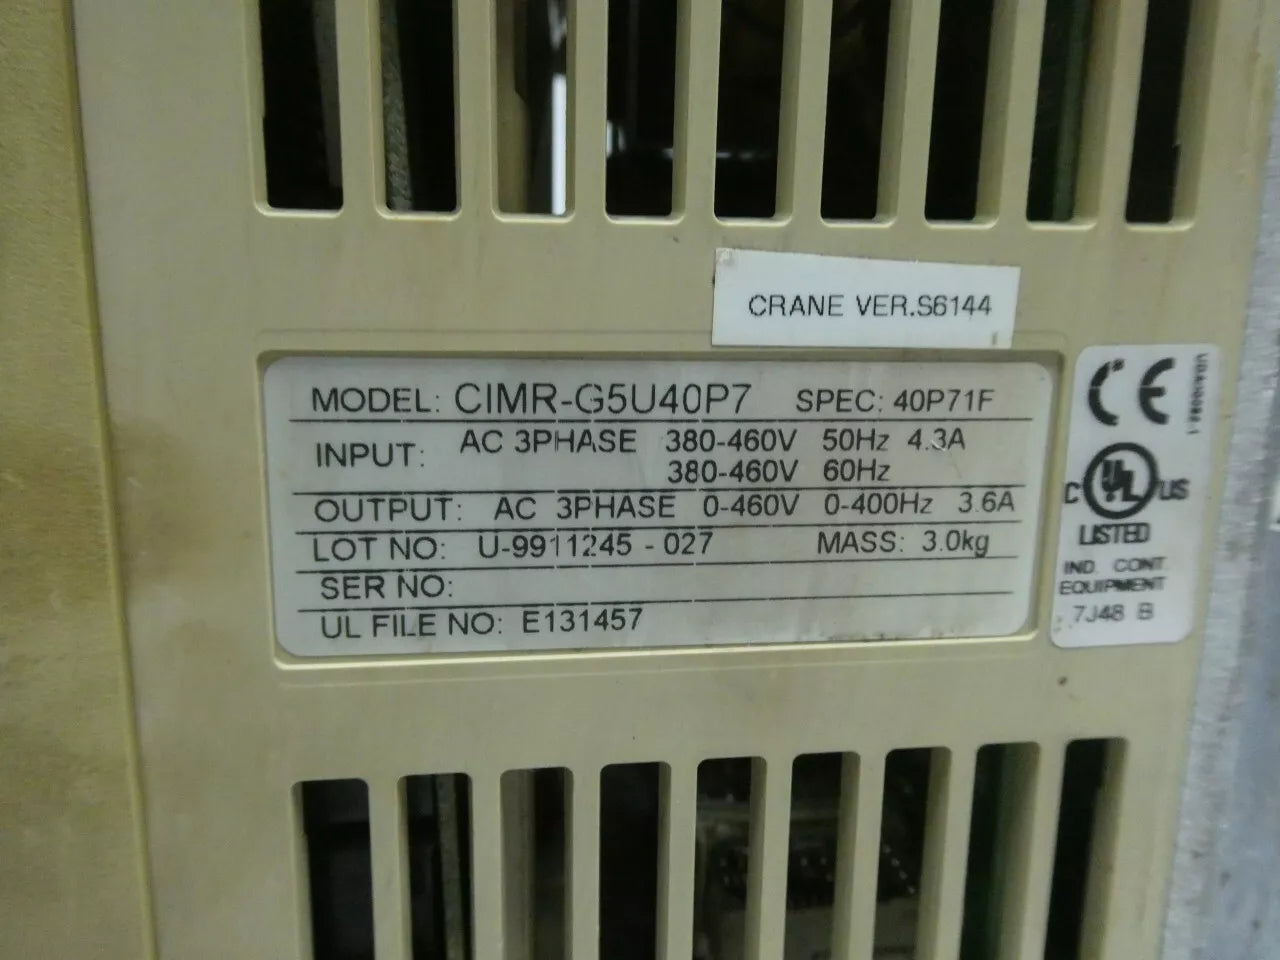 CRANE VER.S6144
MODEL: CIMR-G5U40P7 SPEC: 40P71F
INPUT: AC 3PHASE 380-460V 50Hz 4.3A
380-460V 60Hz
OUTPUT: AC 3PHASE 0-460V 0-400Hz 3.6A
LOT NO: U-9911245-027 MASS: 3.0kg
SER NO:
UL FILE NO: E131457
CE
C UL US
LISTED
IND. CONT.
EQUIPMENT
7J48 B